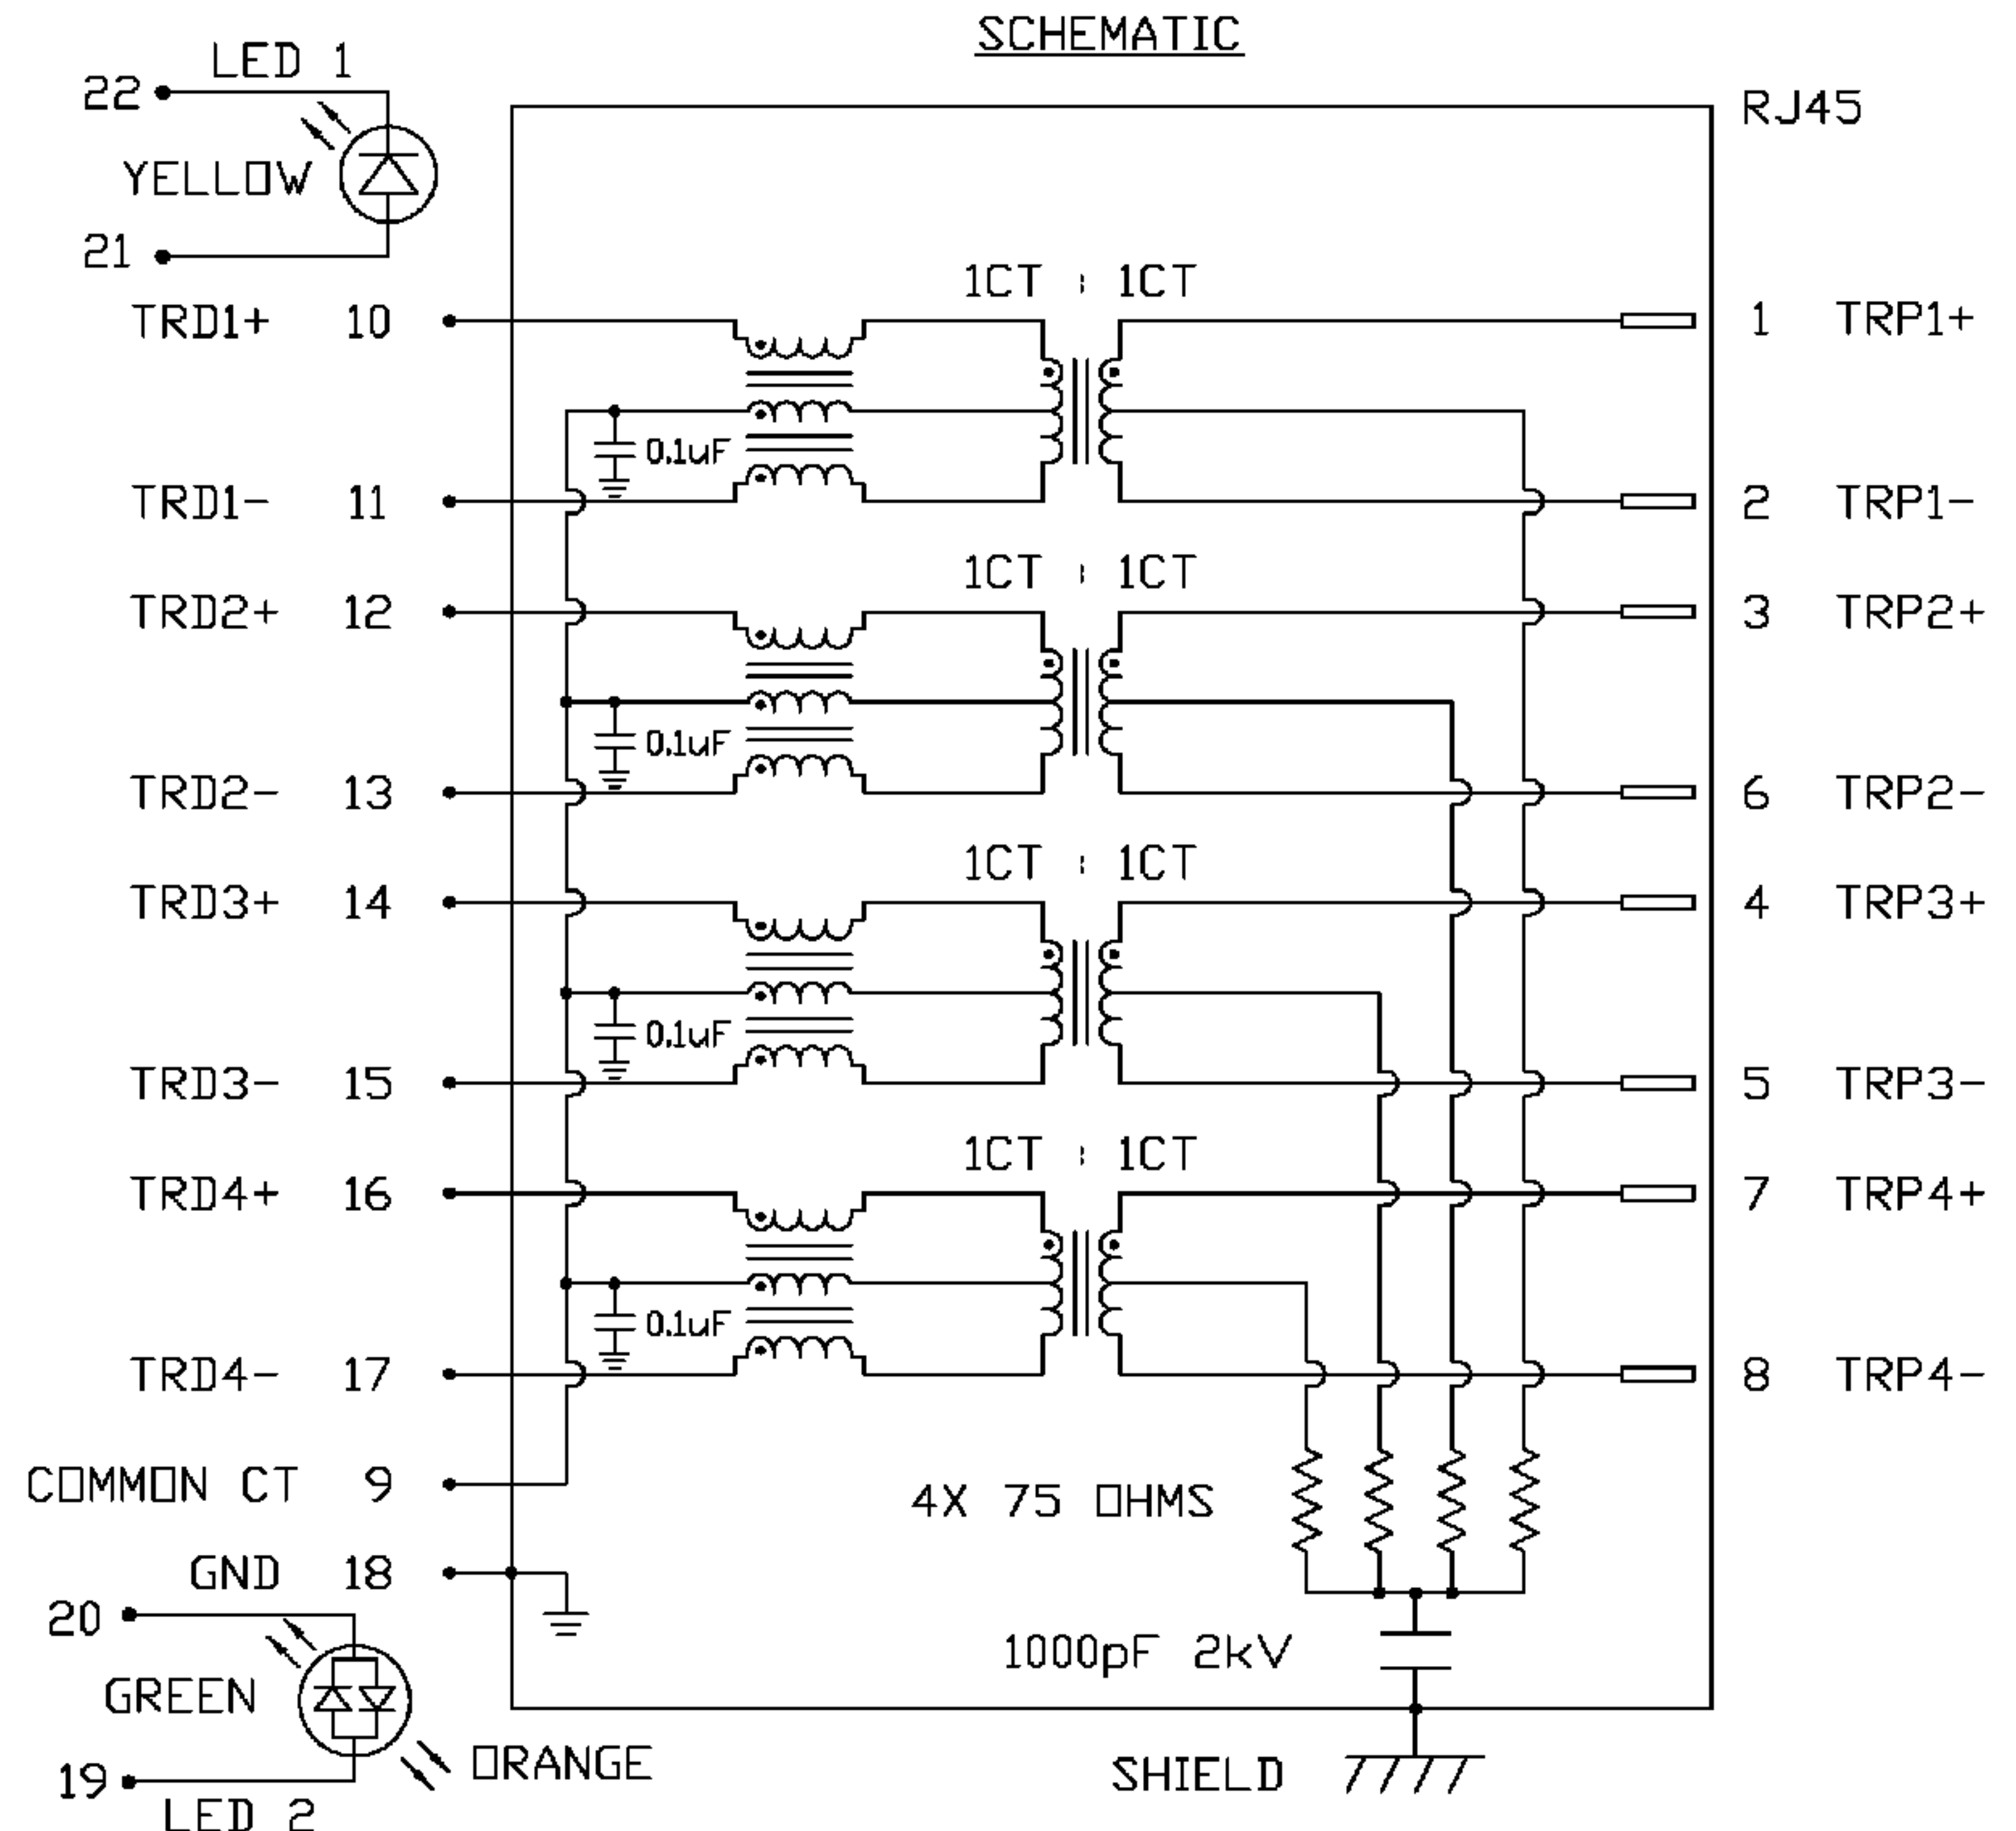 SCHEMATIC
LED 1
22
YELLOW
21
RJ45
1CT : 1CT
TRD1+ 10
1 TRP1+
0.1uF
TRD1- 11
2 TRP1-
1CT : 1CT
TRD2+ 12
3 TRP2+
0.1uF
TRD2- 13
6 TRP2-
1CT : 1CT
TRD3+ 14
4 TRP3+
0.1uF
TRD3- 15
5 TRP3-
1CT : 1CT
TRD4+ 16
7 TRP4+
0.1uF
TRD4- 17
8 TRP4-
COMMON CT 9
4X 75 OHMS
GND 18
20
1000pF 2kV
GREEN
ORANGE
19
LED 2
SHIELD